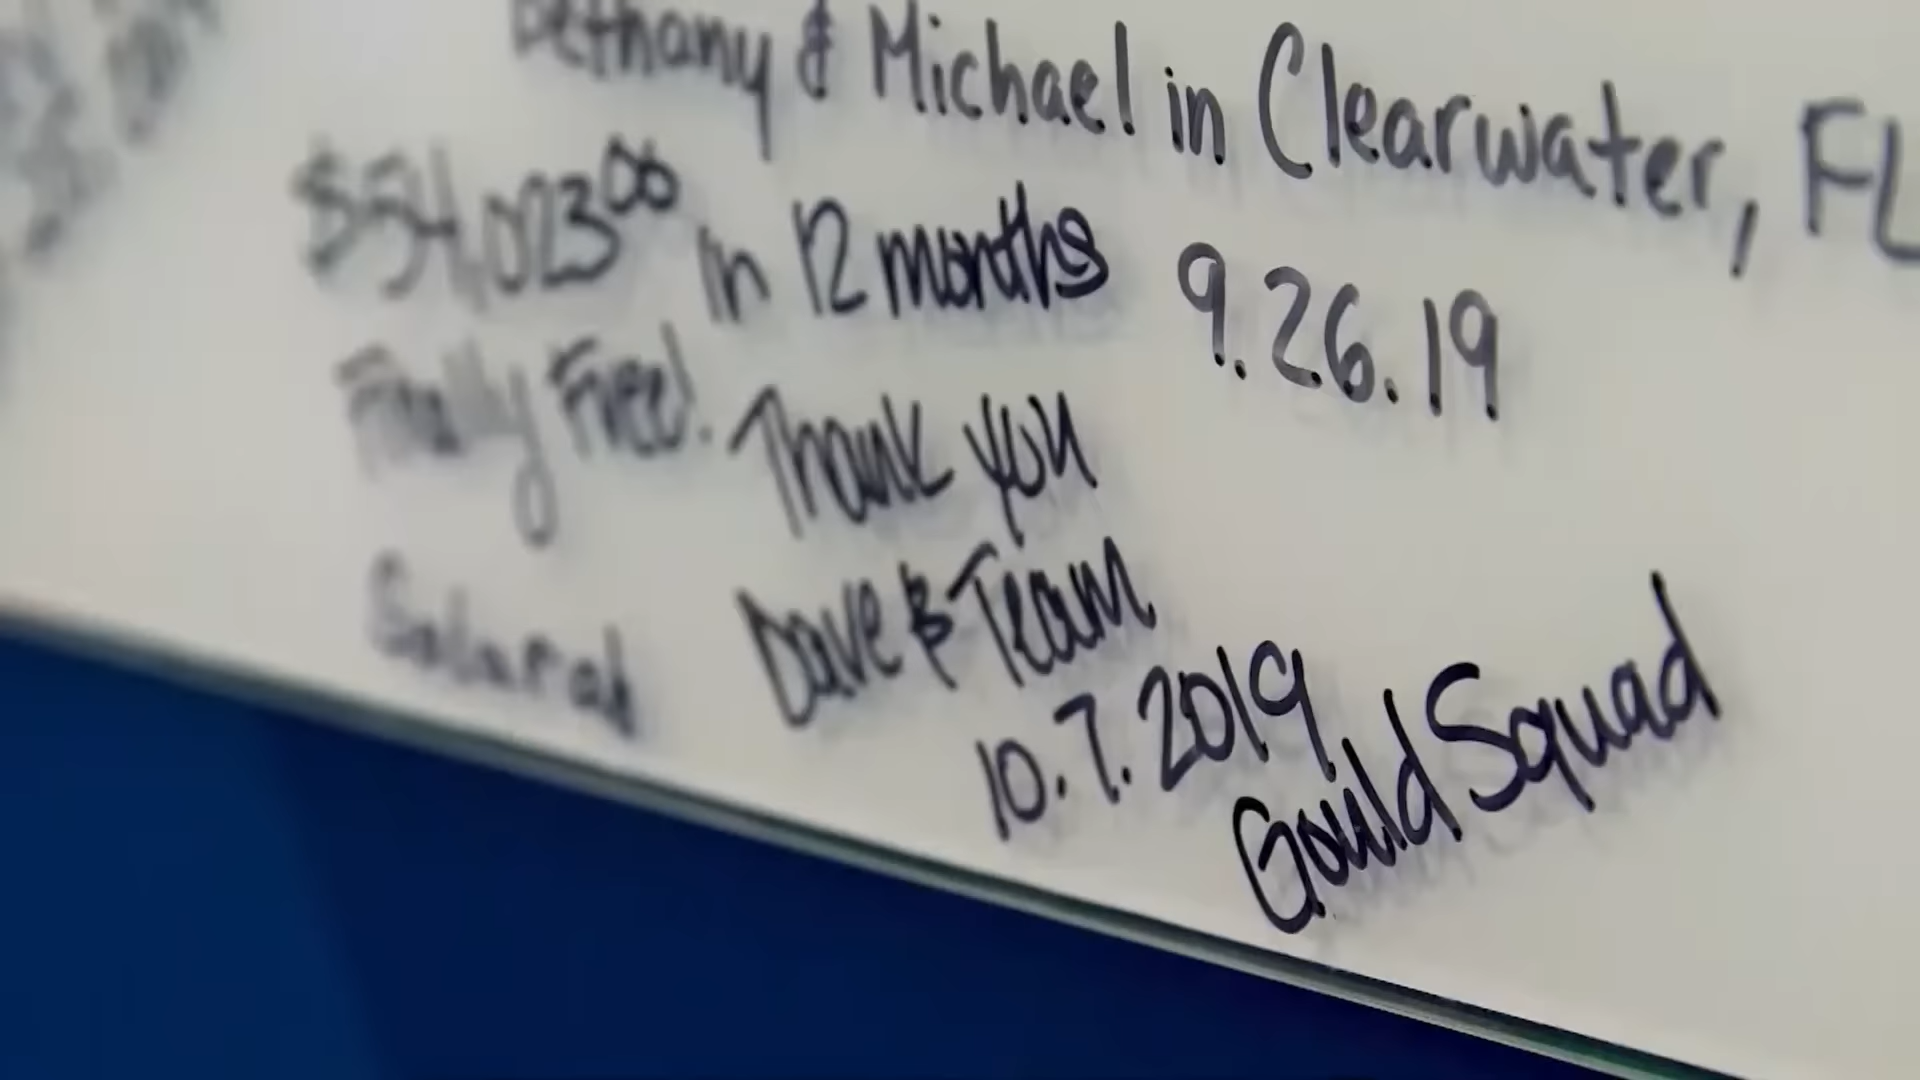 Bethany & Michael in Clearwater, FL
9.26.19
$54,023.00 in 12 months
Finally Free!
Thank you
Dave & Team
10.7.2019
Gould Squad